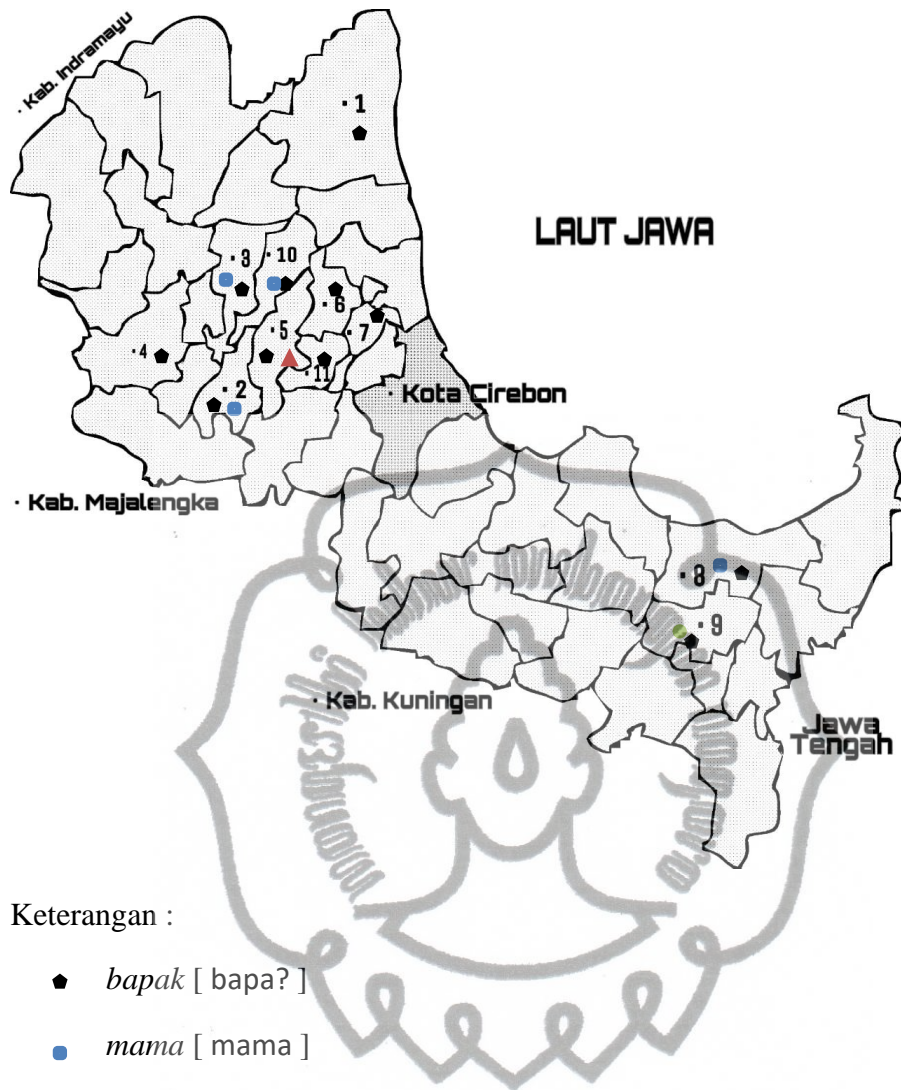 · Kab. Indramayu
· 1
LAUT JAWA
· 3
· 10
· 6
· 5
· 7
· 4
· 11
· 2
· Kota Cirebon
· Kab. Majalengka
· 8
· 9
· Kab. Kuningan
Jawa
Tengah
Keterangan :
bapak [ bapa? ]
mama [ mama ]